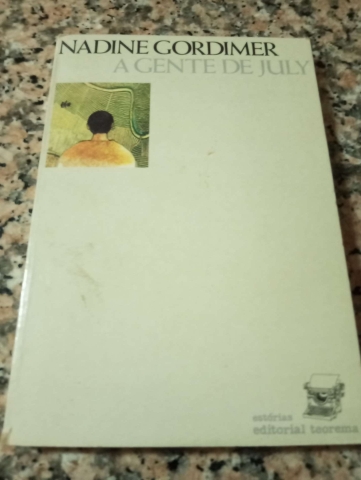 NADINE GORDIMER
A GENTE DE JULY
estórias
editorial teorema